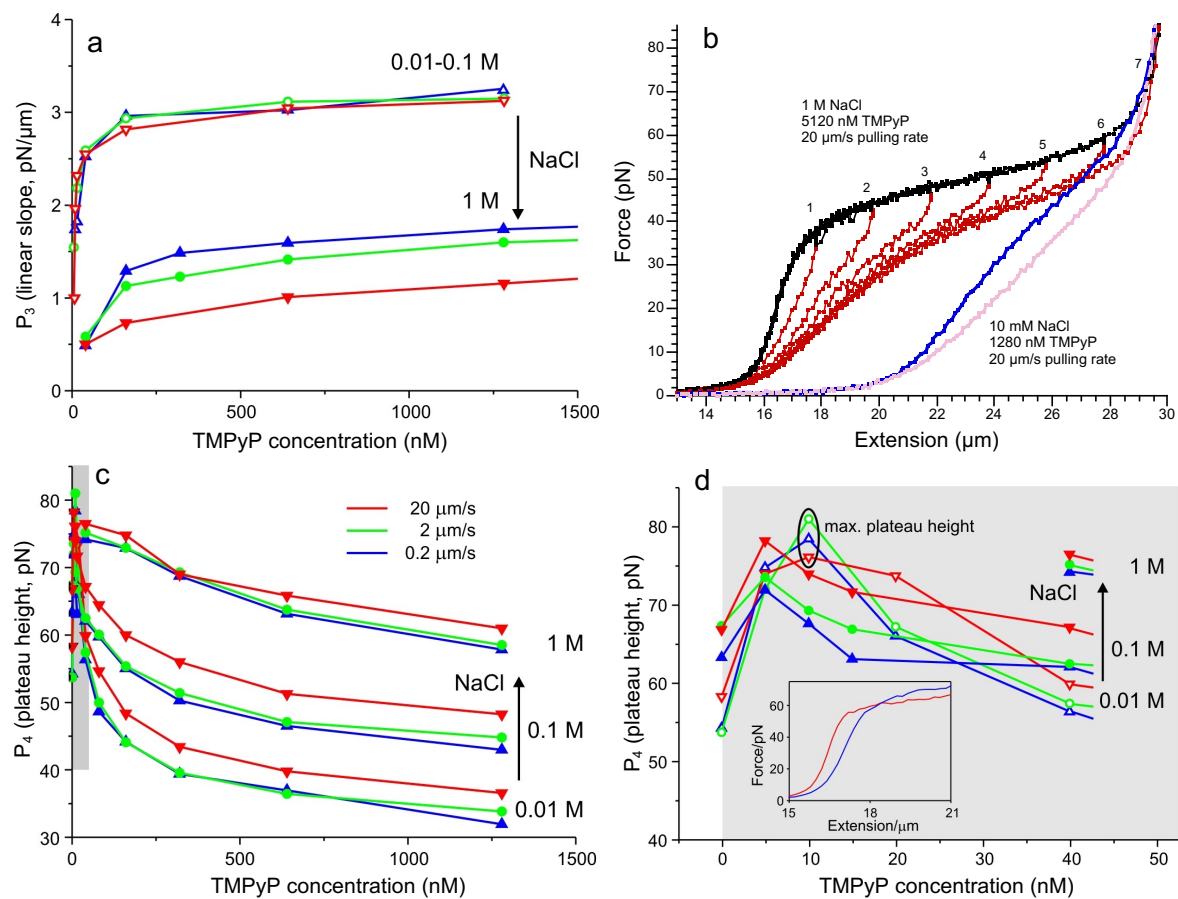 a
4
3
2
1
0
P3 (linear slope, pN/μm)
0.01-0.1 M
NaCl
1 M
0 500 1000 1500
TMPyP concentration (nM)
b
80
70
60
50
40
30
20
10
0
Force (pN)
1 M NaCl
5120 nM TMPyP
20 μm/s pulling rate
1 2 3 4 5 6 7
10 mM NaCl
1280 nM TMPyP
20 μm/s pulling rate
14 16 18 20 22 24 26 28 30
Extension (μm)
c
80
70
60
50
40
30
P4 (plateau height, pN)
20 μm/s
2 μm/s
0.2 μm/s
1 M
NaCl
0.1 M
0.01 M
0 500 1000 1500
TMPyP concentration (nM)
d
90
80
70
60
50
40
P4 (plateau height, pN)
max. plateau height
1 M
NaCl
0.1 M
0.01 M
60
40
20
0
Force/pN
15 18 21
Extension/μm
0 10 20 30 40 50
TMPyP concentration (nM)